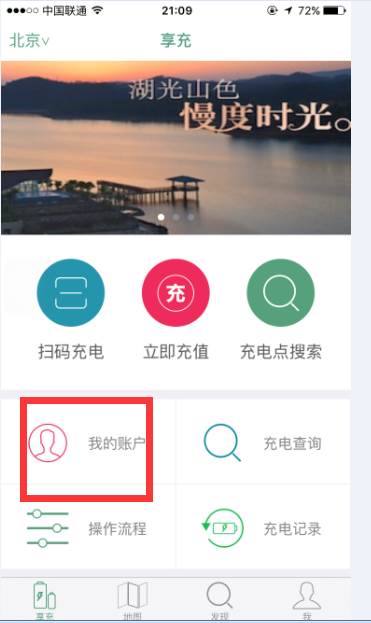 中国联通 21:09 72%
北京 享充
湖光山色
慢度时光。
充
扫码充电 立即充值 充电点搜索
我的账户 充电查询
操作流程 充电记录
享充 地图 发现 我